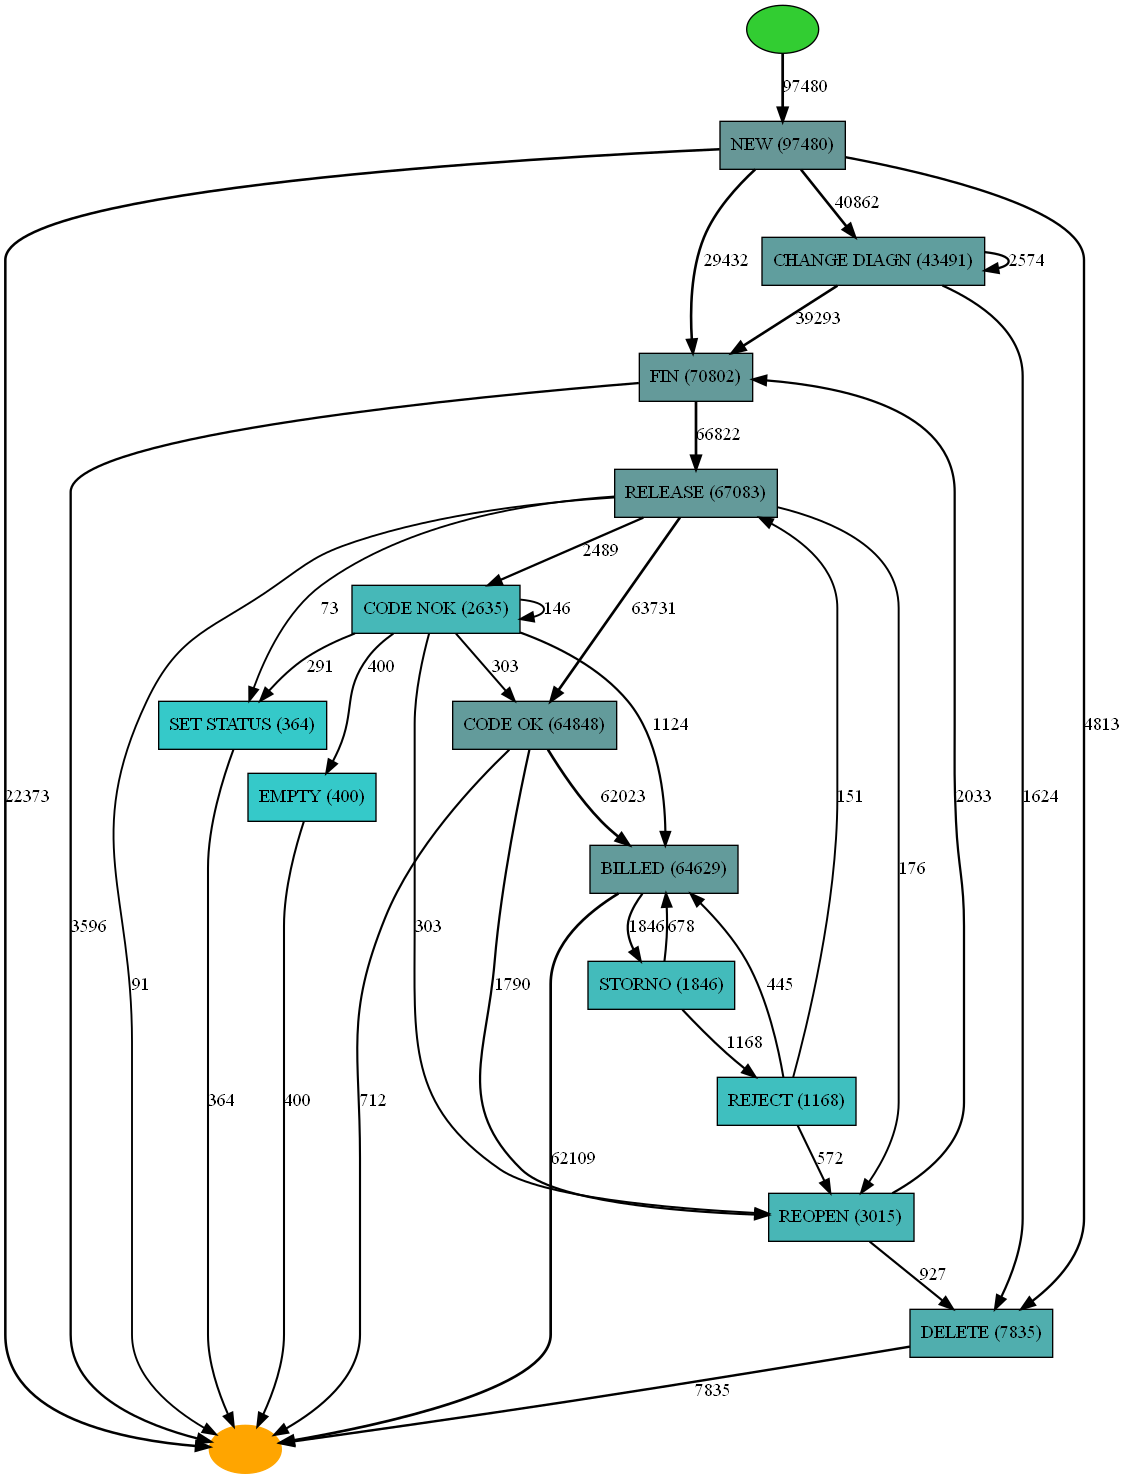 97480
NEW (97480)
40862
29432
CHANGE DIAGN (43491)
2574
39293
FIN (70802)
66822
RELEASE (67083)
2489
73
CODE NOK (2635)
146
63731
291
400
303
SET STATUS (364)
CODE OK (64848)
1124
4813
22373
EMPTY (400)
62023
151
2033
1624
BILLED (64629)
176
3596
303
1846
678
91
1790
STORNO (1846)
445
1168
364
400
712
REJECT (1168)
62109
572
REOPEN (3015)
927
DELETE (7835)
7835